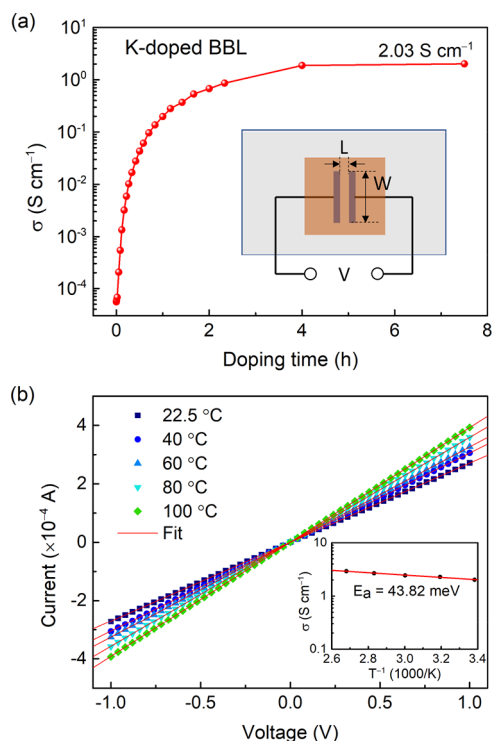 (a)
K-doped BBL
2.03 S cm⁻¹
10¹
10⁰
10⁻¹
10⁻²
10⁻³
10⁻⁴
σ (S cm⁻¹)
L
W
V
0 2 4 6 8
Doping time (h)
(b)
22.5 °C
40 °C
60 °C
80 °C
100 °C
Fit
4
2
0
-2
-4
Current (×10⁻⁴ A)
10
1
0.1
σ (S cm⁻¹)
Eₐ = 43.82 meV
2.6 2.8 3.0 3.2 3.4
T⁻¹ (1000/K)
-1.0 -0.5 0.0 0.5 1.0
Voltage (V)